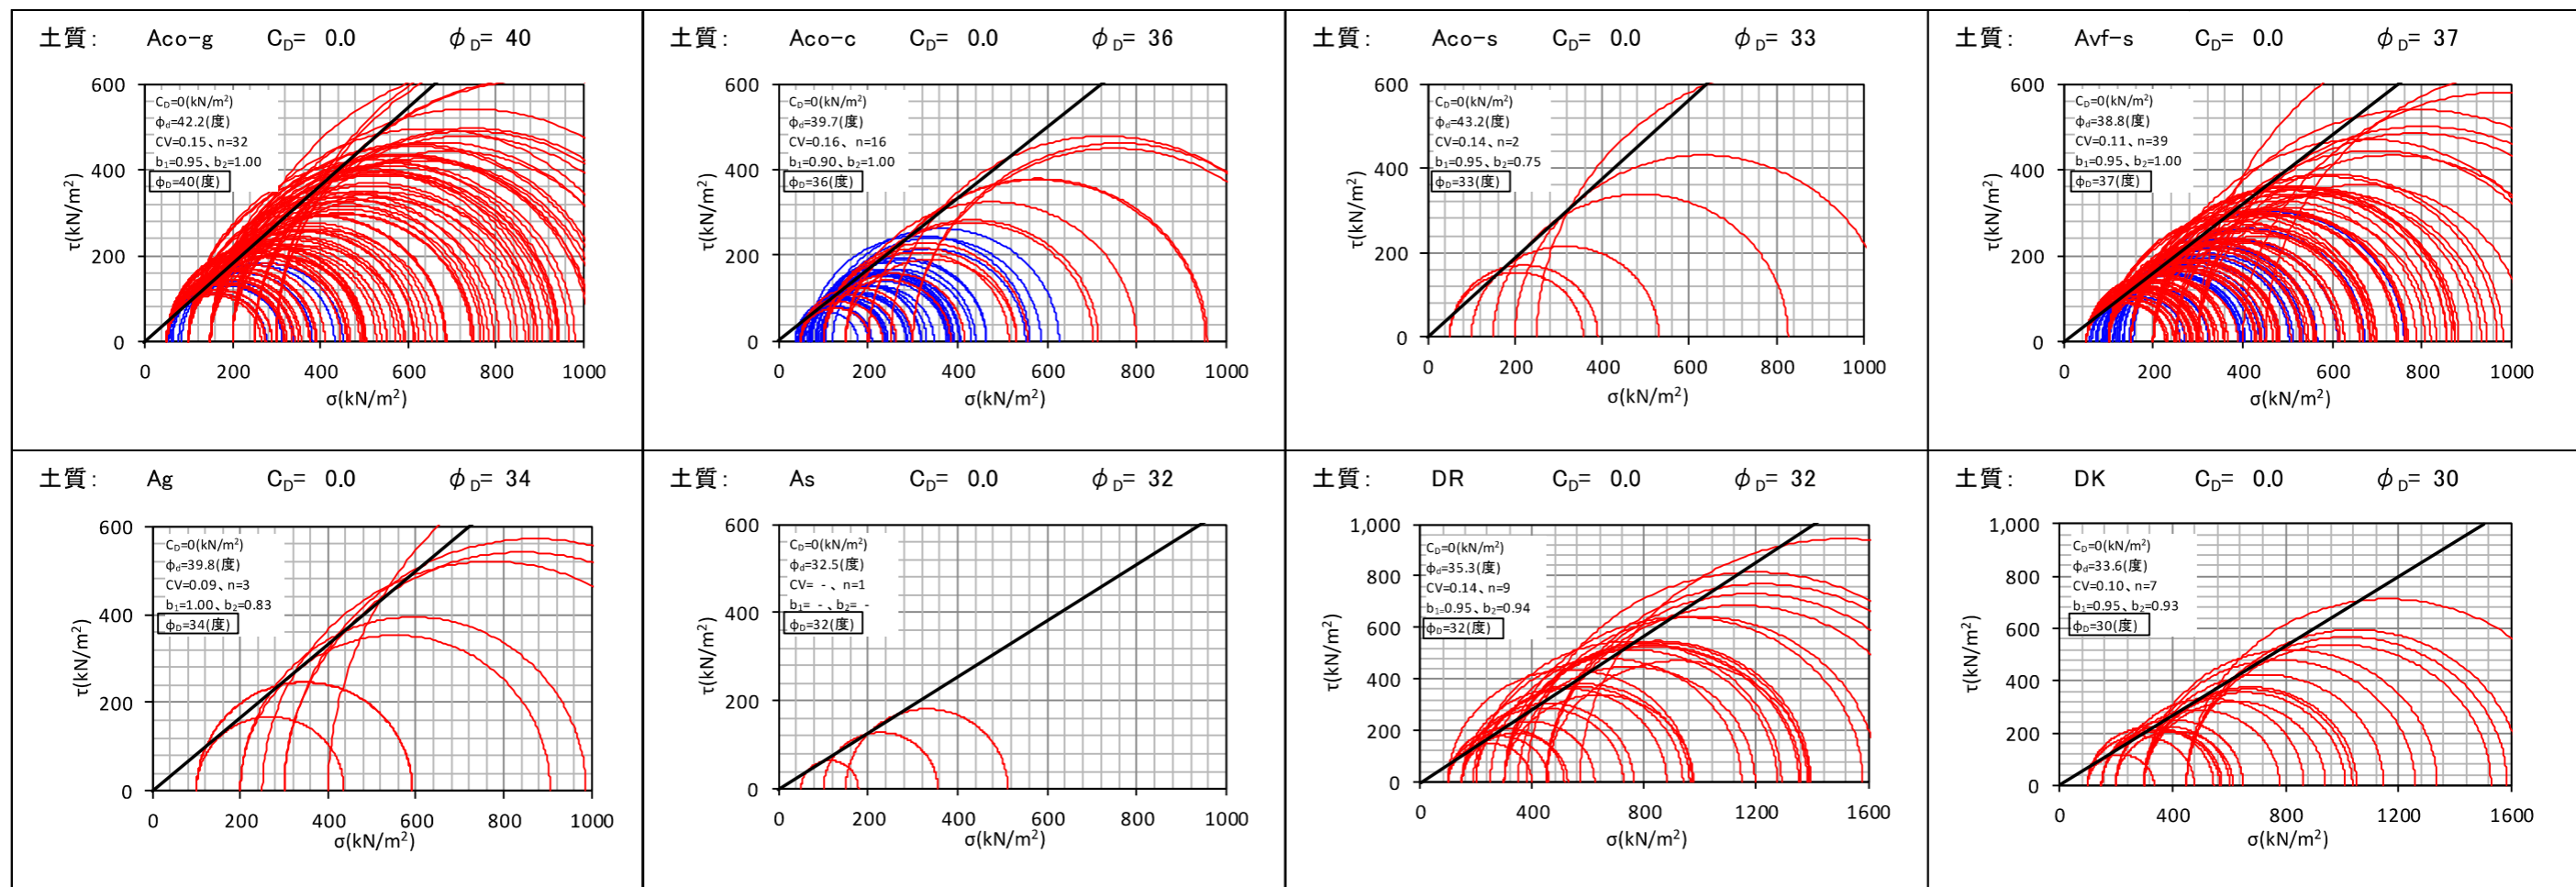 土質： Aco-g C_D= 0.0 φ_D= 40
600
400
200
0
τ(kN/m²)
C_D=0(kN/m²)
φ_d=42.2(度)
CV=0.15、n=32
b₁=0.95、b₂=1.00
φ_D=40(度)
0 200 400 600 800 1000
σ(kN/m²)
土質： Aco-c C_D= 0.0 φ_D= 36
600
400
200
0
τ(kN/m²)
C_D=0(kN/m²)
φ_d=39.7(度)
CV=0.16、n=16
b₁=0.90、b₂=1.00
φ_D=36(度)
0 200 400 600 800 1000
σ(kN/m²)
土質： Aco-s C_D= 0.0 φ_D= 33
600
400
200
0
τ(kN/m²)
C_D=0(kN/m²)
φ_d=43.2(度)
CV=0.14、n=2
b₁=0.95、b₂=0.75
φ_D=33(度)
0 200 400 600 800 1000
σ(kN/m²)
土質： Avf-s C_D= 0.0 φ_D= 37
600
400
200
0
τ(kN/m²)
C_D=0(kN/m²)
φ_d=38.8(度)
CV=0.11、n=39
b₁=0.95、b₂=1.00
φ_D=37(度)
0 200 400 600 800 1000
σ(kN/m²)
土質： Ag C_D= 0.0 φ_D= 34
600
400
200
0
τ(kN/m²)
C_D=0(kN/m²)
φ_d=39.8(度)
CV=0.09、n=3
b₁=1.00、b₂=0.83
φ_D=34(度)
0 200 400 600 800 1000
σ(kN/m²)
土質： As C_D= 0.0 φ_D= 32
600
400
200
0
τ(kN/m²)
C_D=0(kN/m²)
φ_d=32.5(度)
CV= -、n=1
b₁= -、b₂= -
φ_D=32(度)
0 200 400 600 800 1000
σ(kN/m²)
土質： DR C_D= 0.0 φ_D= 32
1,000
800
600
400
200
0
τ(kN/m²)
C_D=0(kN/m²)
φ_d=35.3(度)
CV=0.14、n=9
b₁=0.95、b₂=0.94
φ_D=32(度)
0 400 800 1200 1600
σ(kN/m²)
土質： DK C_D= 0.0 φ_D= 30
1,000
800
600
400
200
0
τ(kN/m²)
C_D=0(kN/m²)
φ_d=33.6(度)
CV=0.10、n=7
b₁=0.95、b₂=0.93
φ_D=30(度)
0 400 800 1200 1600
σ(kN/m²)